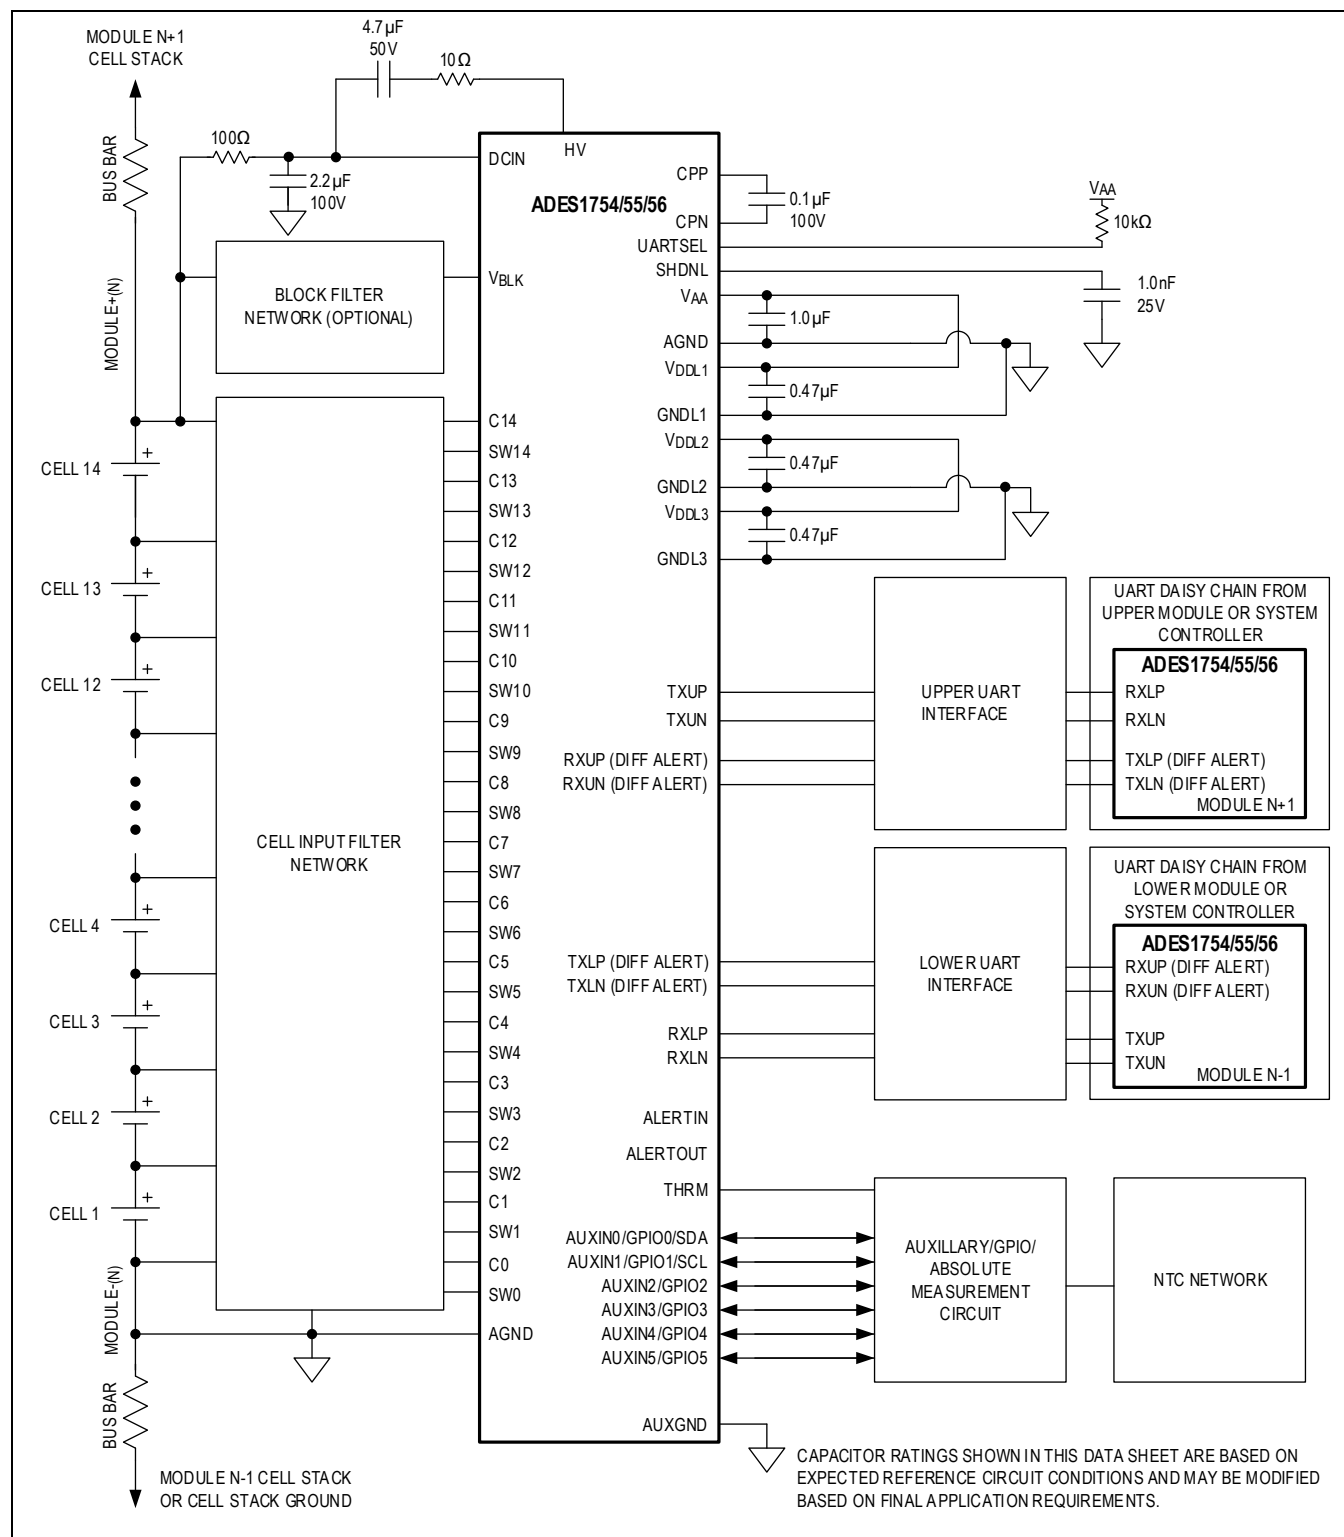 MODULE N+1
CELL STACK
4.7µF
50V
10Ω
BUS BAR
100Ω
2.2µF
100V
DCIN
HV
ADES1754/55/56
CPP
CPN
0.1µF
100V
UARTSEL
VAA
10kΩ
SHDNL
1.0nF
25V
MODULE+(N)
BLOCK FILTER
NETWORK (OPTIONAL)
VBLK
VAA
1.0µF
AGND
VDDL1
0.47µF
GNDL1
VDDL2
0.47µF
GNDL2
VDDL3
0.47µF
GNDL3
CELL 14
+
CELL 13
+
CELL 12
+
CELL 4
+
CELL 3
+
CELL 2
+
CELL 1
+
CELL INPUT FILTER
NETWORK
C14
SW14
C13
SW13
C12
SW12
C11
SW11
C10
SW10
C9
SW9
C8
SW8
C7
SW7
C6
SW6
C5
SW5
C4
SW4
C3
SW3
C2
SW2
C1
SW1
C0
SW0
AGND
TXUP
TXUN
RXUP (DIFF ALERT)
RXUN (DIFF ALERT)
UPPER UART
INTERFACE
UART DAISY CHAIN FROM
UPPER MODULE OR SYSTEM
CONTROLLER
ADES1754/55/56
RXLP
RXLN
TXLP (DIFF ALERT)
TXLN (DIFF ALERT)
MODULE N+1
TXLP (DIFF ALERT)
TXLN (DIFF ALERT)
RXLP
RXLN
LOWER UART
INTERFACE
UART DAISY CHAIN FROM
LOWER MODULE OR
SYSTEM CONTROLLER
ADES1754/55/56
RXUP (DIFF ALERT)
RXUN (DIFF ALERT)
TXUP
TXUN
MODULE N-1
ALERTIN
ALERTOUT
THRM
AUXIN0/GPIO0/SDA
AUXIN1/GPIO1/SCL
AUXIN2/GPIO2
AUXIN3/GPIO3
AUXIN4/GPIO4
AUXIN5/GPIO5
AUXILLARY/GPIO/
ABSOLUTE
MEASUREMENT
CIRCUIT
NTC NETWORK
AUXGND
MODULE-(N)
BUS BAR
MODULE N-1 CELL STACK
OR CELL STACK GROUND
CAPACITOR RATINGS SHOWN IN THIS DATA SHEET ARE BASED ON
EXPECTED REFERENCE CIRCUIT CONDITIONS AND MAY BE MODIFIED
BASED ON FINAL APPLICATION REQUIREMENTS.